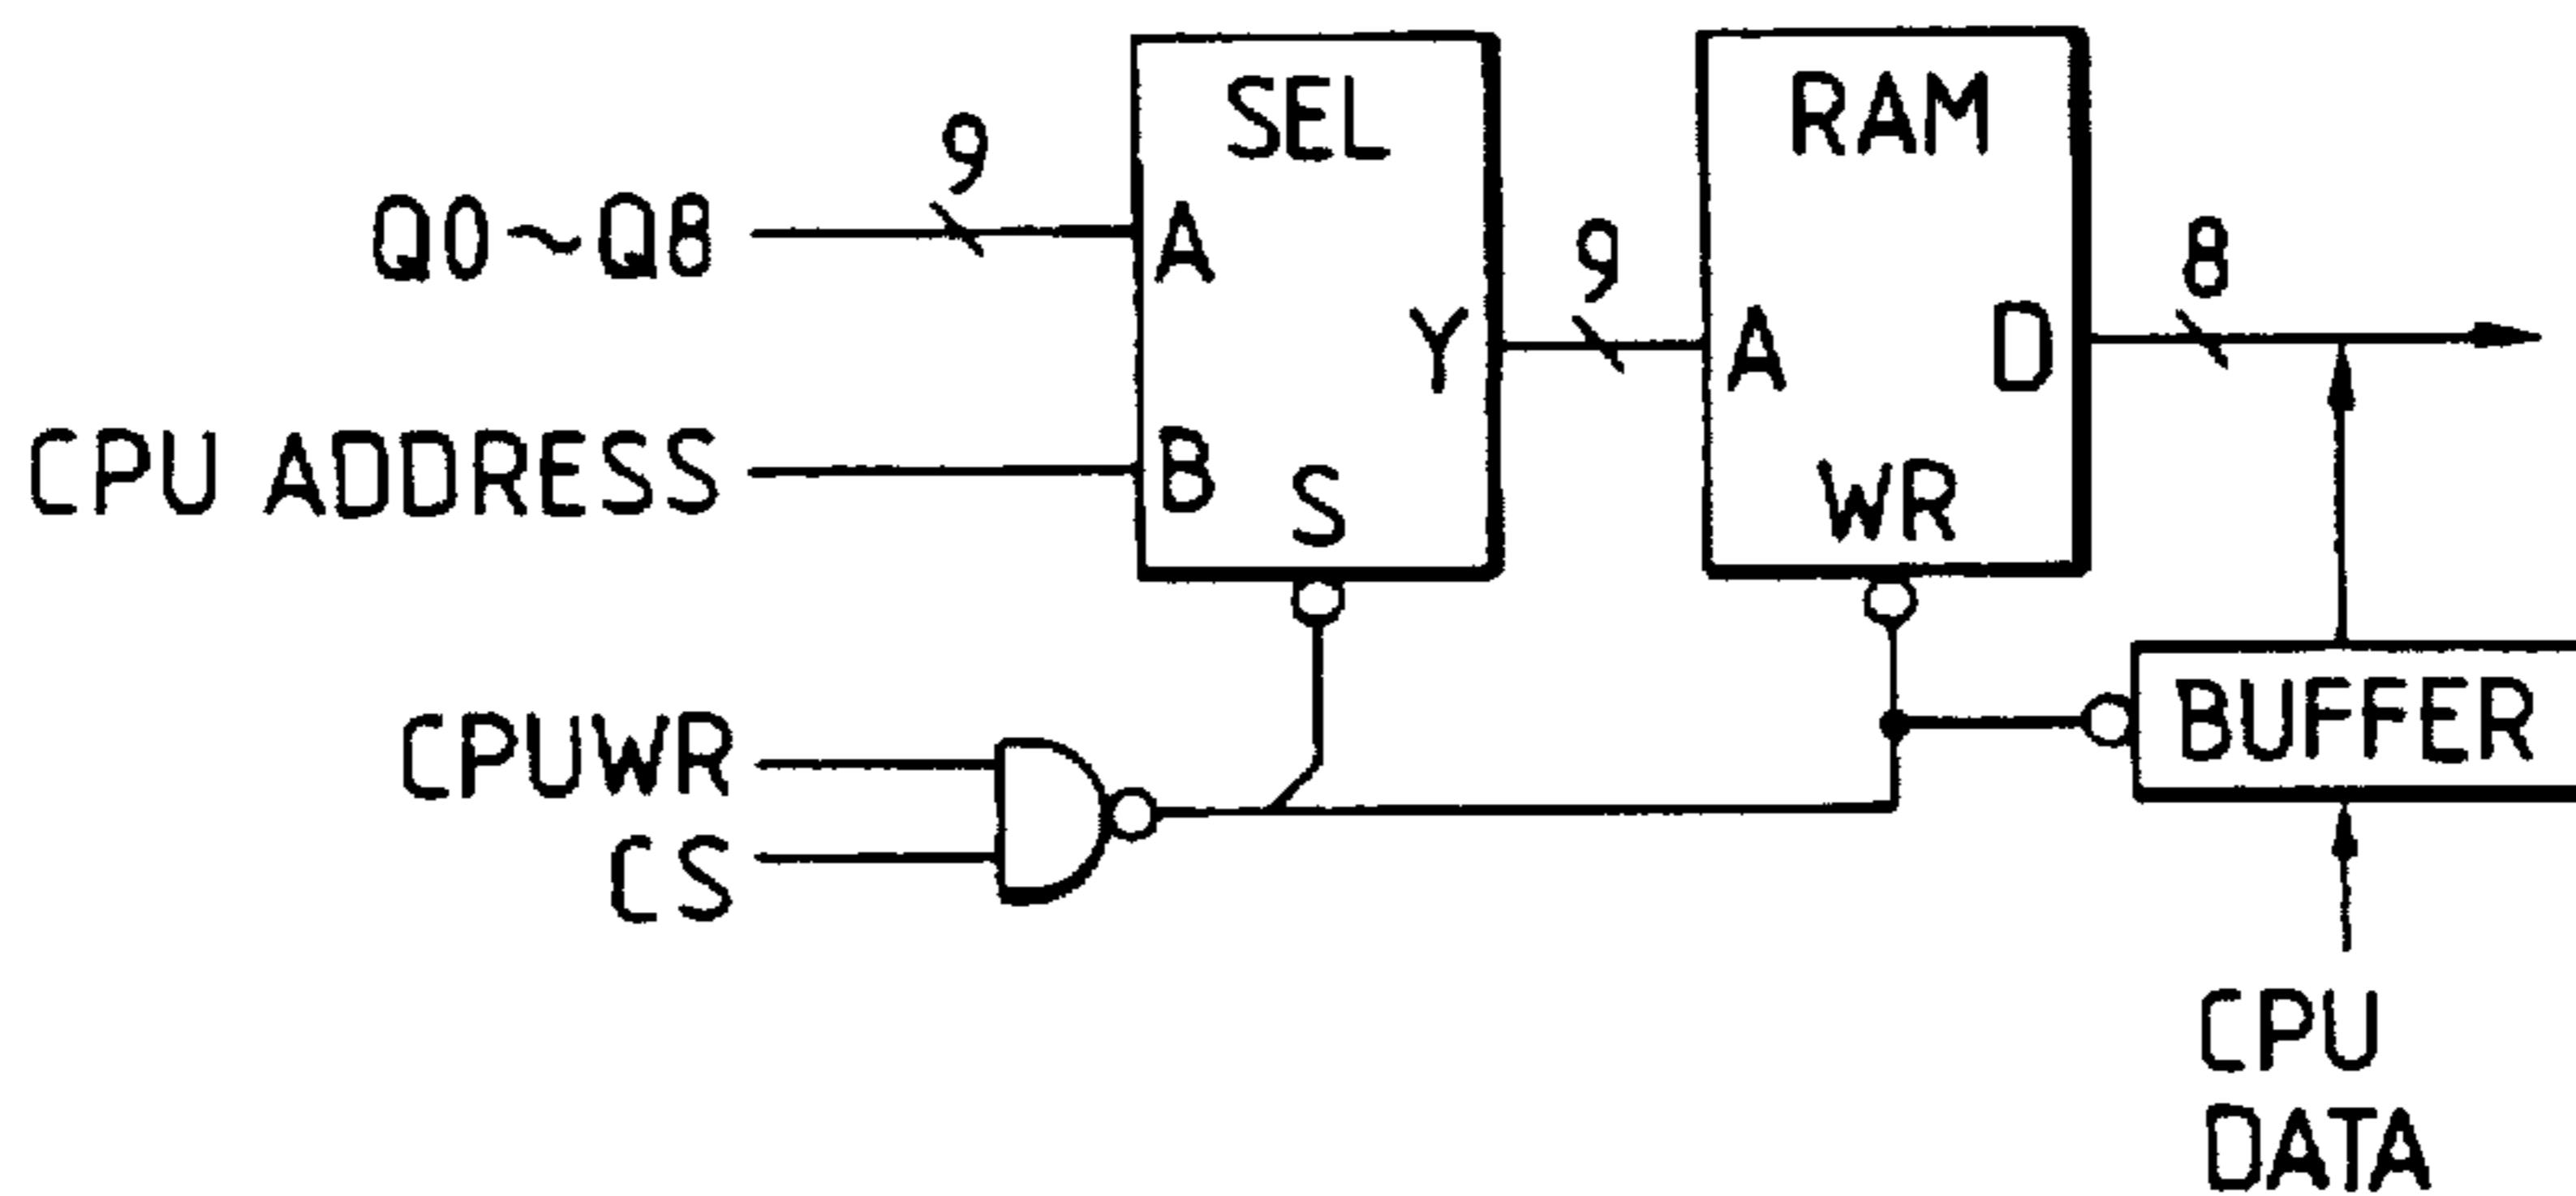 SEL
RAM
9
Q0~Q8
A
9
8
Y
A
D
CPU ADDRESS
B
S
WR
CPUWR
BUFFER
CS
CPU
DATA